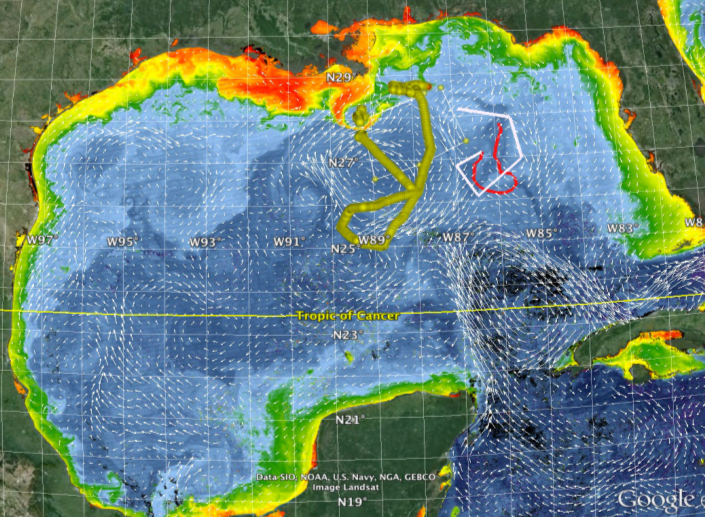 N29°
N27°
W97°
W95°
W93°
W91°
W89°
W87°
W85°
W83°
N25°
Tropic of Cancer
N23°
N21°
Data SIO, NOAA, U.S. Navy, NGA, GEBCO
Image Landsat
N19°
Google